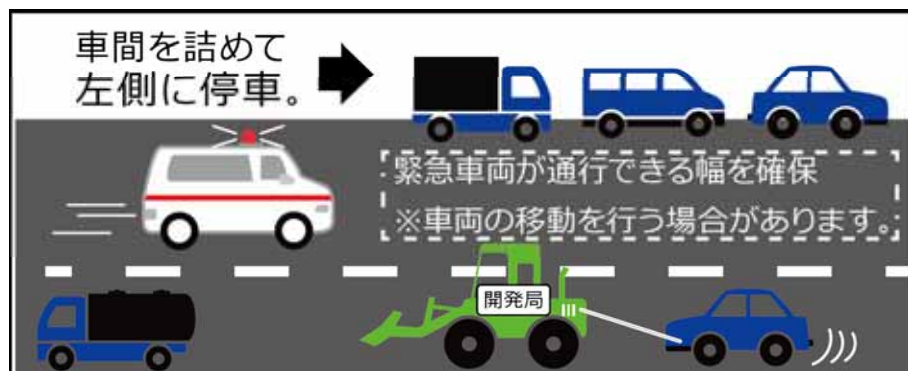 車間を詰めて
左側に停車。
緊急車両が通行できる幅を確保
※車両の移動を行う場合があります。
開発局